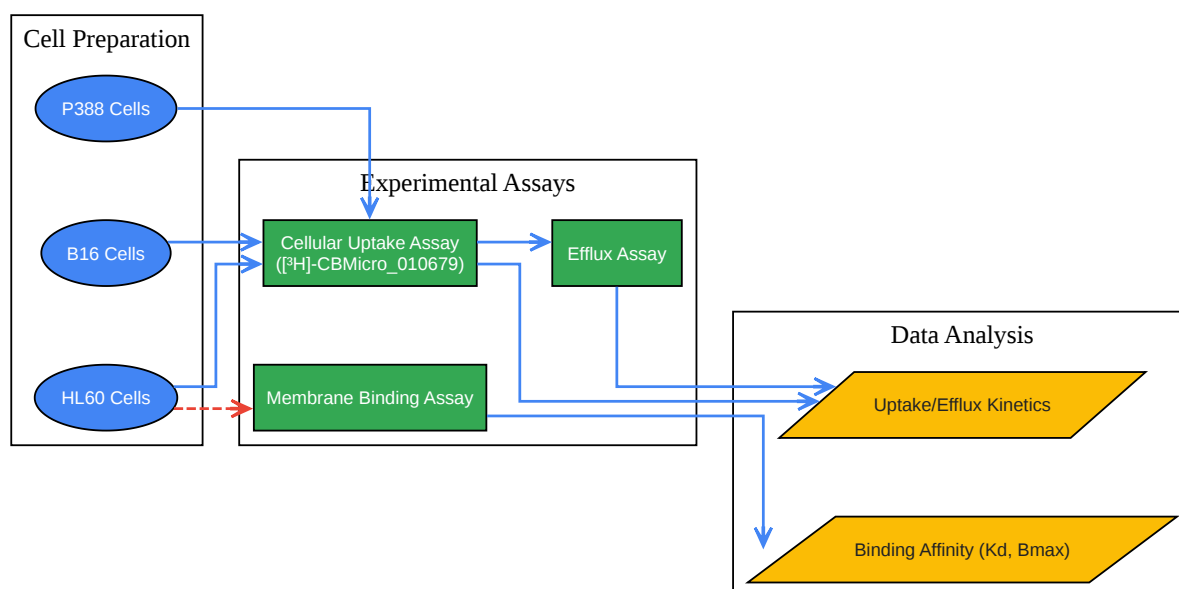 Cell Preparation
P388 Cells
B16 Cells
HL60 Cells
Experimental Assays
Cellular Uptake Assay
([³H]-CBMicro_010679)
Efflux Assay
Membrane Binding Assay
Data Analysis
Uptake/Efflux Kinetics
Binding Affinity (Kd, Bmax)